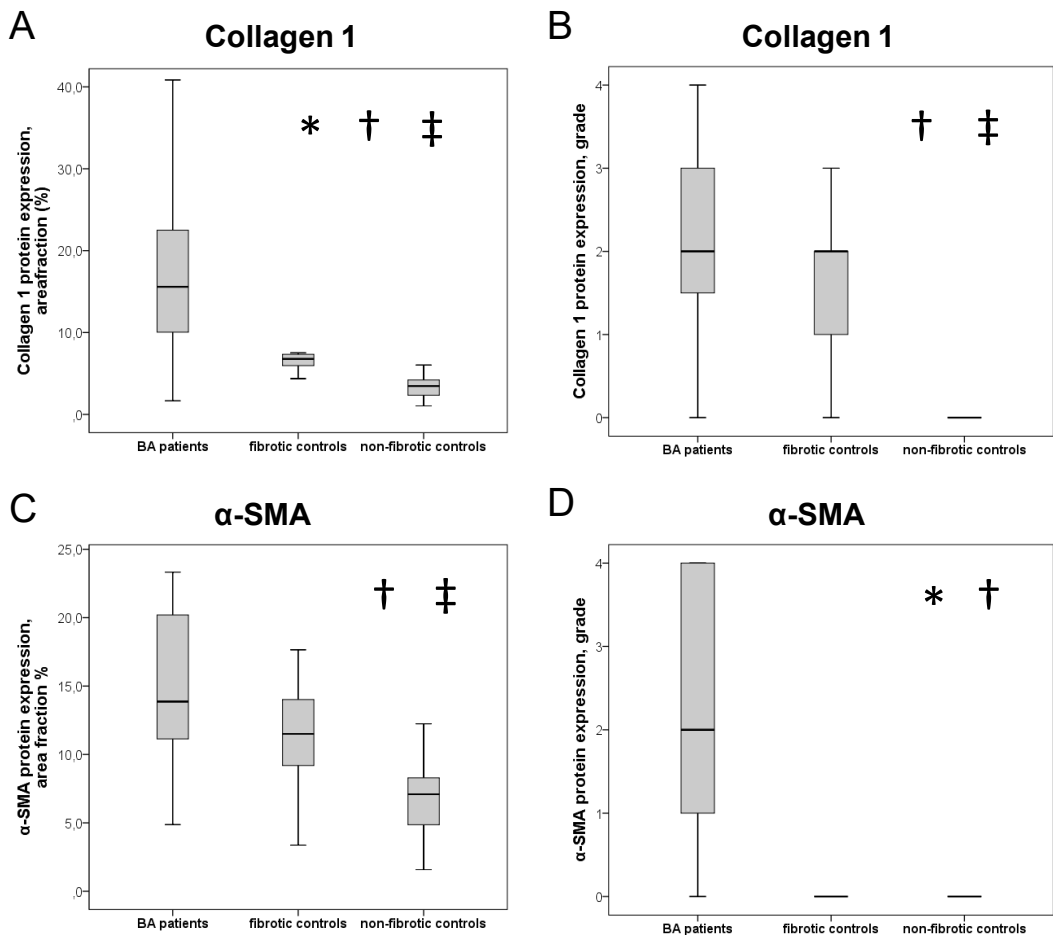 A
Collagen 1
Collagen 1 protein expression,
areafraction (%)
40,0
30,0
20,0
10,0
,0
* † ‡
BA patients fibrotic controls non-fibrotic controls
B
Collagen 1
Collagen 1 protein expression, grade
4
3
2
1
0
† ‡
BA patients fibrotic controls non-fibrotic controls
C
α-SMA
α-SMA protein expression,
area fraction %
25,0
20,0
15,0
10,0
5,0
,0
† ‡
BA patients fibrotic controls non-fibrotic controls
D
α-SMA
α-SMA protein expression, grade
4
3
2
1
0
* †
BA patients fibrotic controls non-fibrotic controls